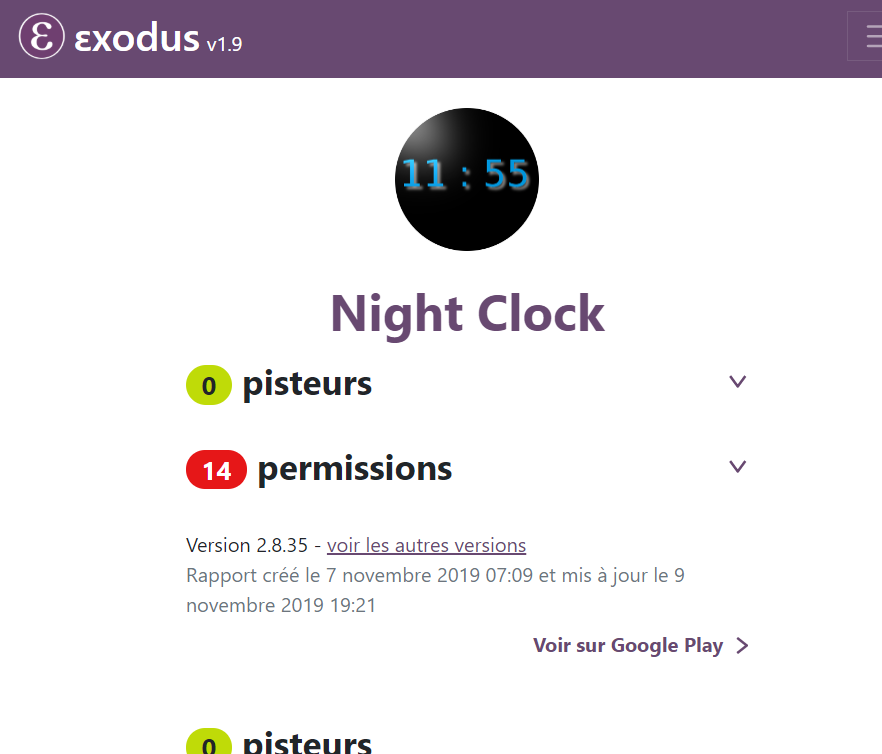 εxodus v1.9
11 : 55
Night Clock
0 pisteurs
14 permissions
Version 2.8.35 - voir les autres versions
Rapport créé le 7 novembre 2019 07:09 et mis à jour le 9
novembre 2019 19:21
Voir sur Google Play
0 pisteurs